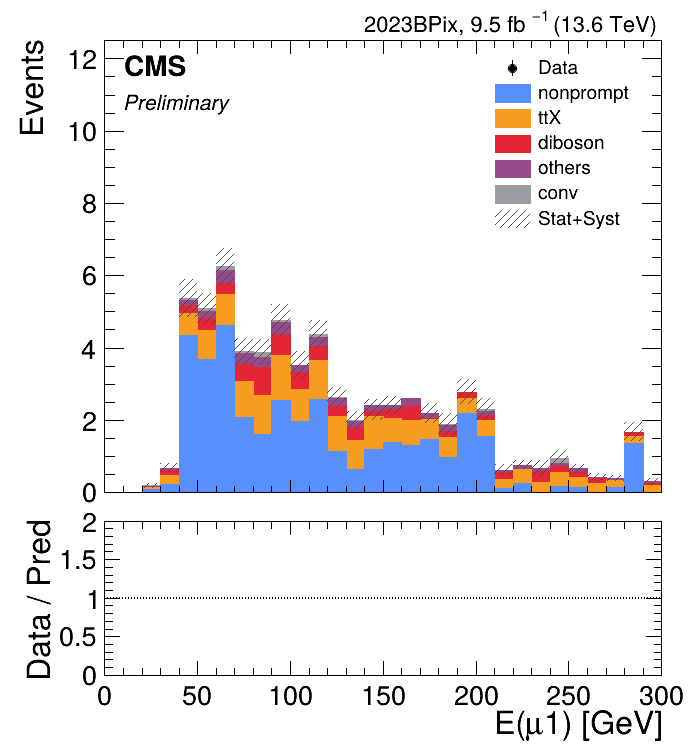 2023BPix, 9.5 fb⁻¹ (13.6 TeV)
CMS
Preliminary
Events
12
10
8
6
4
2
0
Data
nonprompt
ttX
diboson
others
conv
Stat+Syst
Data / Pred
2
1.5
1
0.5
0
0 50 100 150 200 250 300
E(μ1) [GeV]